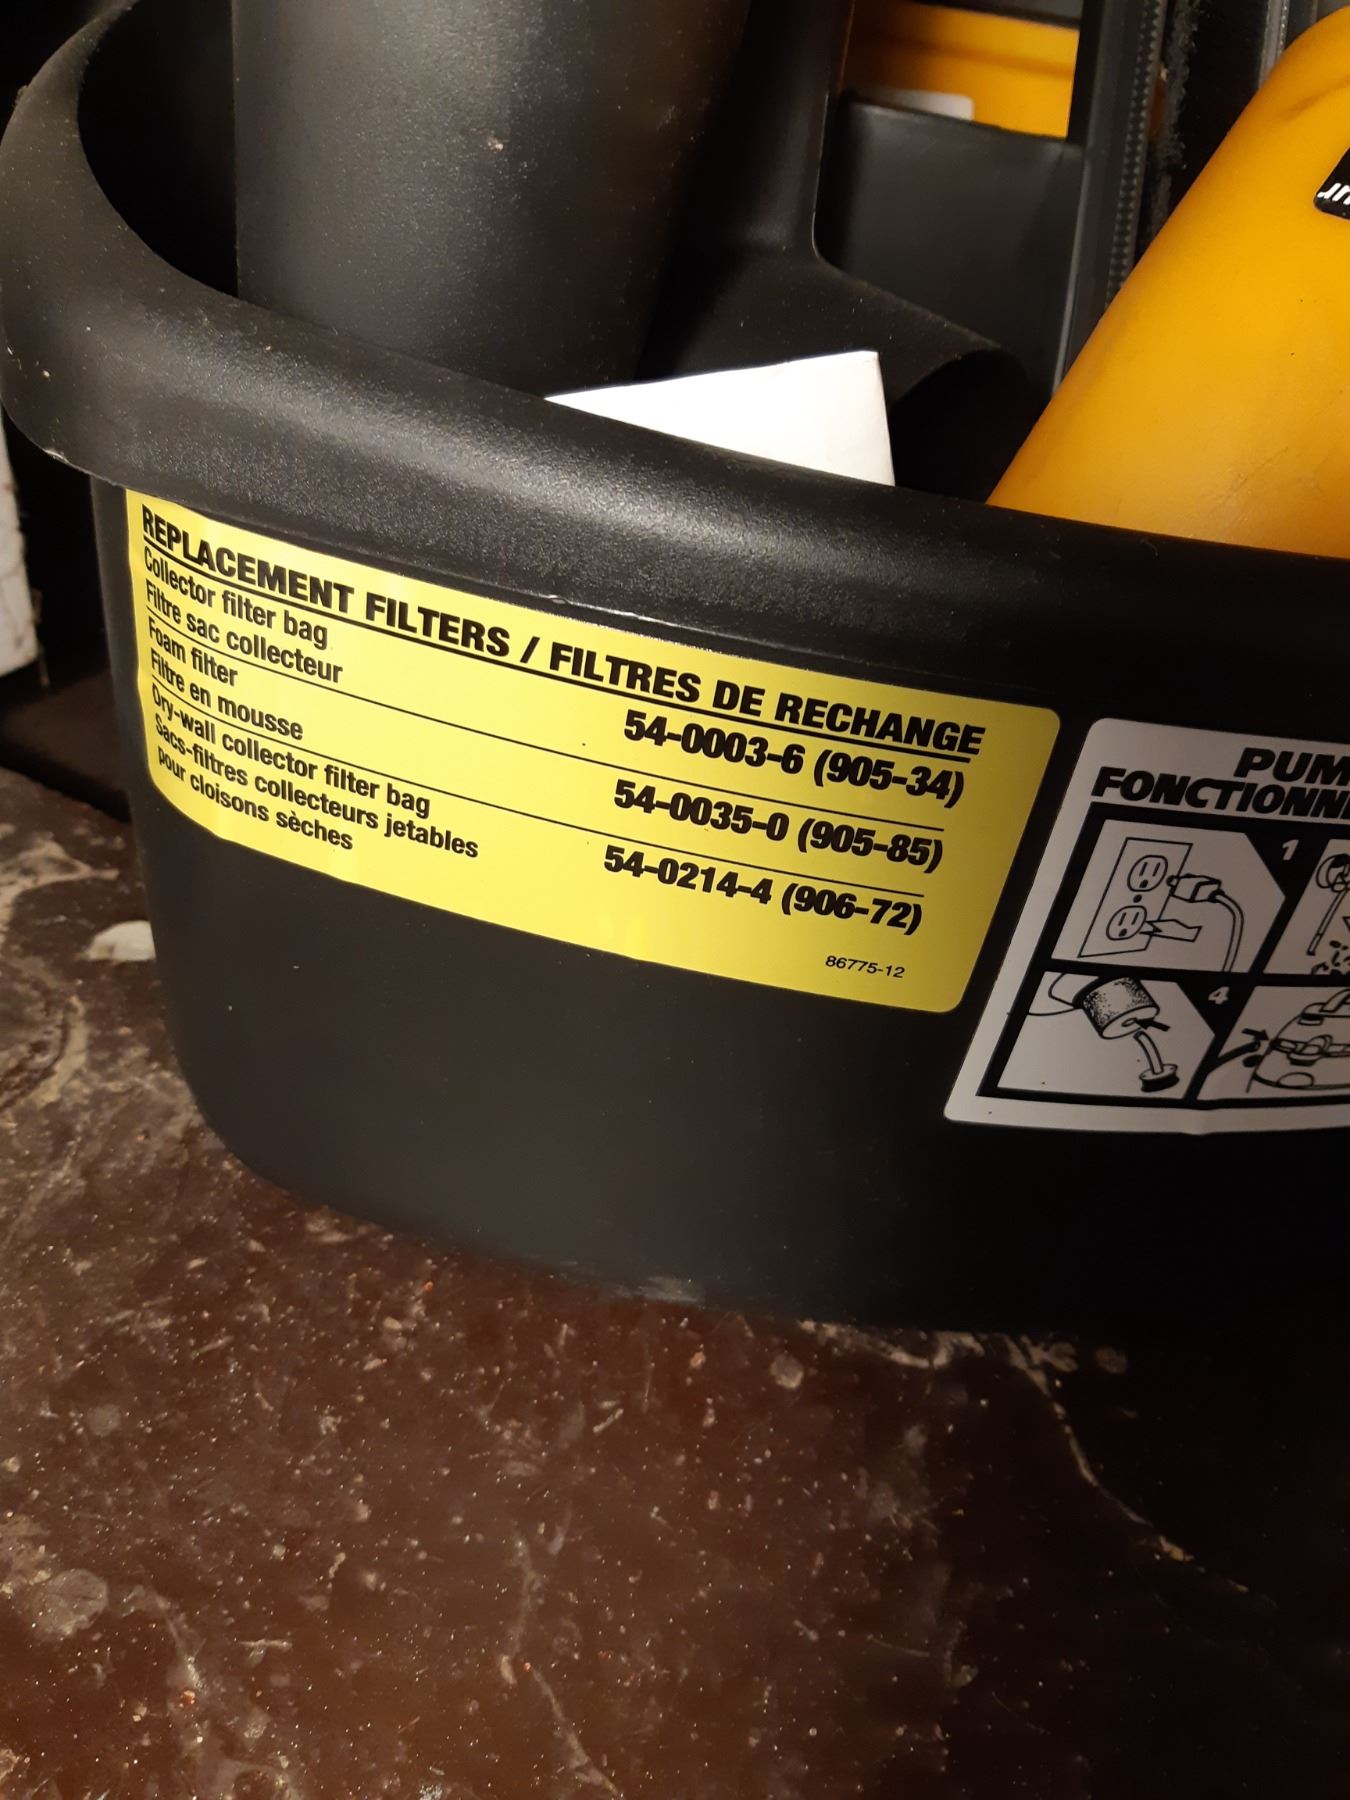 REPLACEMENT FILTERS / FILTRES DE RECHANGE
Collector filter bag
Filtre sac collecteur
54-0003-6 (905-34)
Foam filter
Filtre en mousse
54-0035-0 (905-85)
Dry-wall collector filter bag
Sacs-filtres collecteurs jetables
pour cloisons sèches
54-0214-4 (906-72)
86775-12
PUM
FONCTIONN
1
4